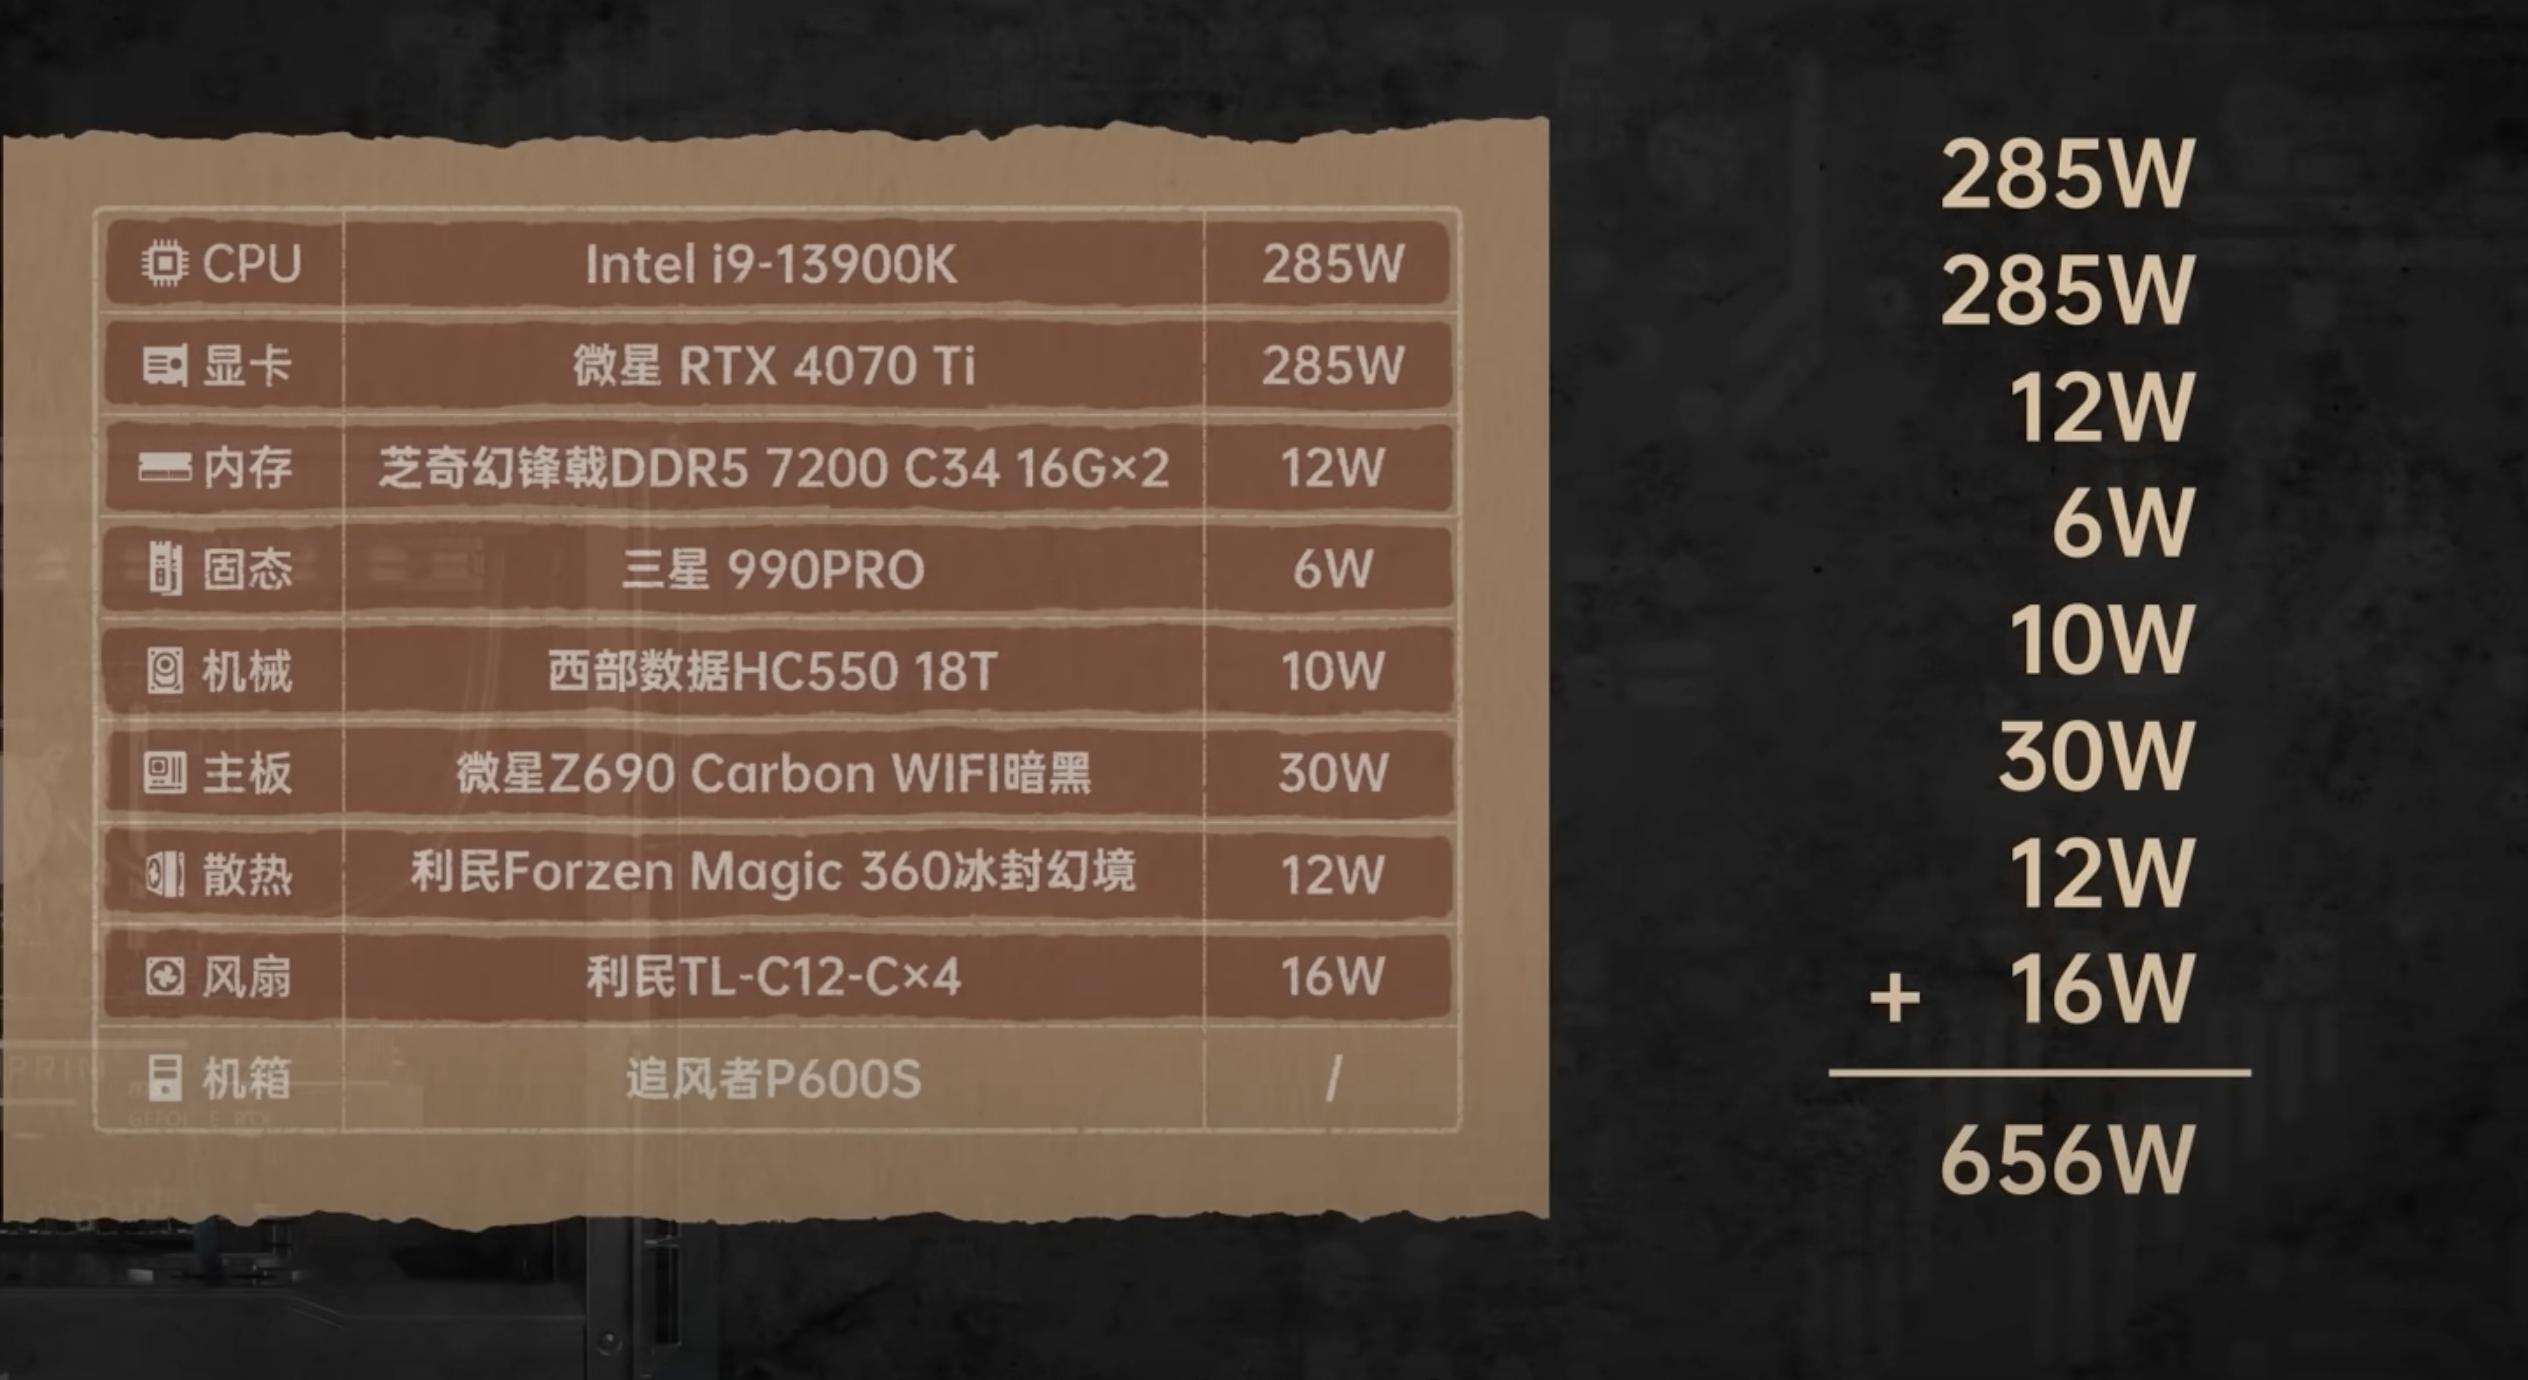 CPU Intel i9-13900K 285W
显卡 微星 RTX 4070 Ti 285W
内存 芝奇幻锋戟DDR5 7200 C34 16G×2 12W
固态 三星 990PRO 6W
机械 西部数据HC550 18T 10W
主板 微星Z690 Carbon WIFI暗黑 30W
散热 利民Forzen Magic 360冰封幻境 12W
风扇 利民TL-C12-C×4 16W
机箱 追风者P600S /
285W
285W
12W
6W
10W
30W
12W
+ 16W
656W